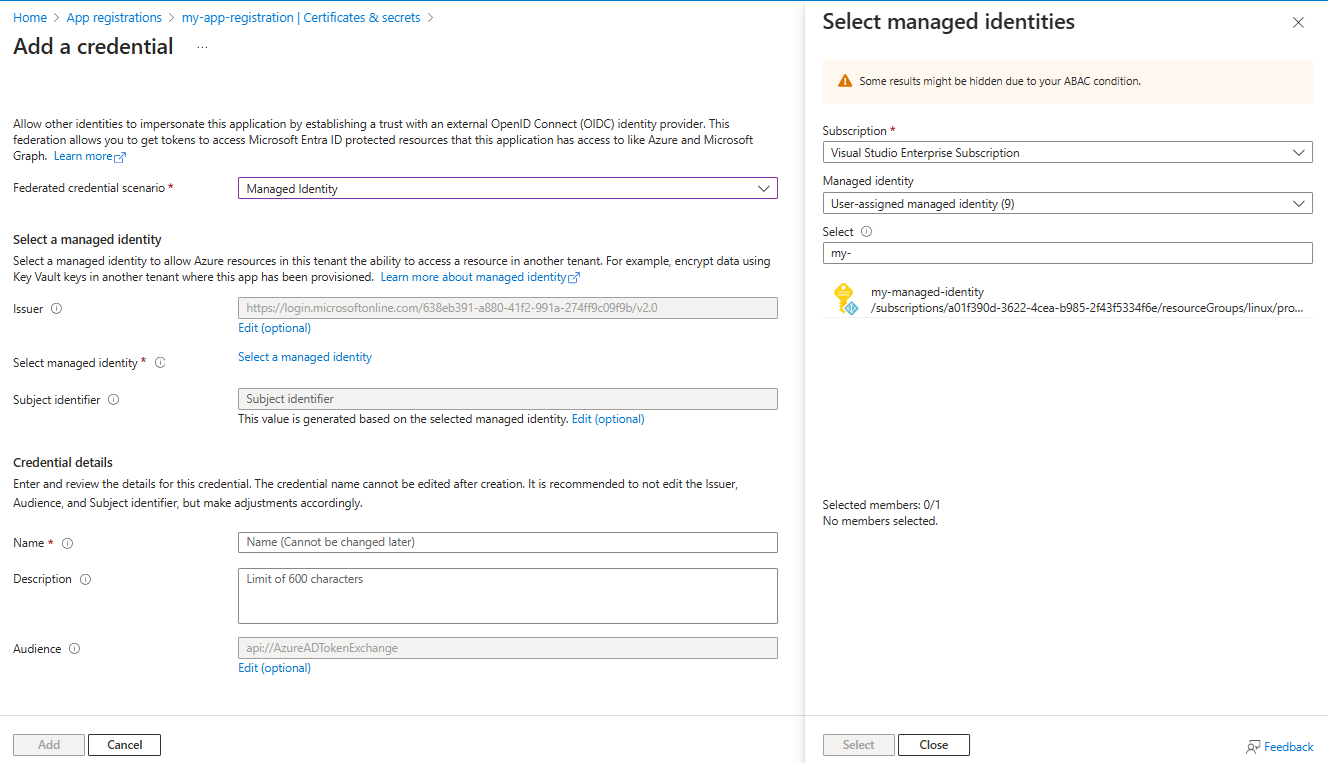 Home > App registrations > my-app-registration | Certificates & secrets >
Add a credential ...
Allow other identities to impersonate this application by establishing a trust with an external OpenID Connect (OIDC) identity provider. This
federation allows you to get tokens to access Microsoft Entra ID protected resources that this application has access to like Azure and Microsoft
Graph. Learn more
Federated credential scenario *
Managed Identity
Select a managed identity
Select a managed identity to allow Azure resources in this tenant the ability to access a resource in another tenant. For example, encrypt data using
Key Vault keys in another tenant where this app has been provisioned. Learn more about managed identity
Issuer
https://login.microsoftonline.com/638eb391-a880-41f2-991a-274ff9c09f9b/v2.0
Edit (optional)
Select managed identity *
Select a managed identity
Subject identifier
Subject identifier
This value is generated based on the selected managed identity. Edit (optional)
Credential details
Enter and review the details for this credential. The credential name cannot be edited after creation. It is recommended to not edit the Issuer,
Audience, and Subject identifier, but make adjustments accordingly.
Name *
Name (Cannot be changed later)
Description
Limit of 600 characters
Audience
api://AzureADTokenExchange
Edit (optional)
Add
Cancel
Select managed identities
Some results might be hidden due to your ABAC condition.
Subscription *
Visual Studio Enterprise Subscription
Managed identity
User-assigned managed identity (9)
Select
my-
my-managed-identity
/subscriptions/a01f390d-3622-4cea-b985-2f43f5334f6e/resourceGroups/linux/pro...
Selected members: 0/1
No members selected.
Select
Close
Feedback